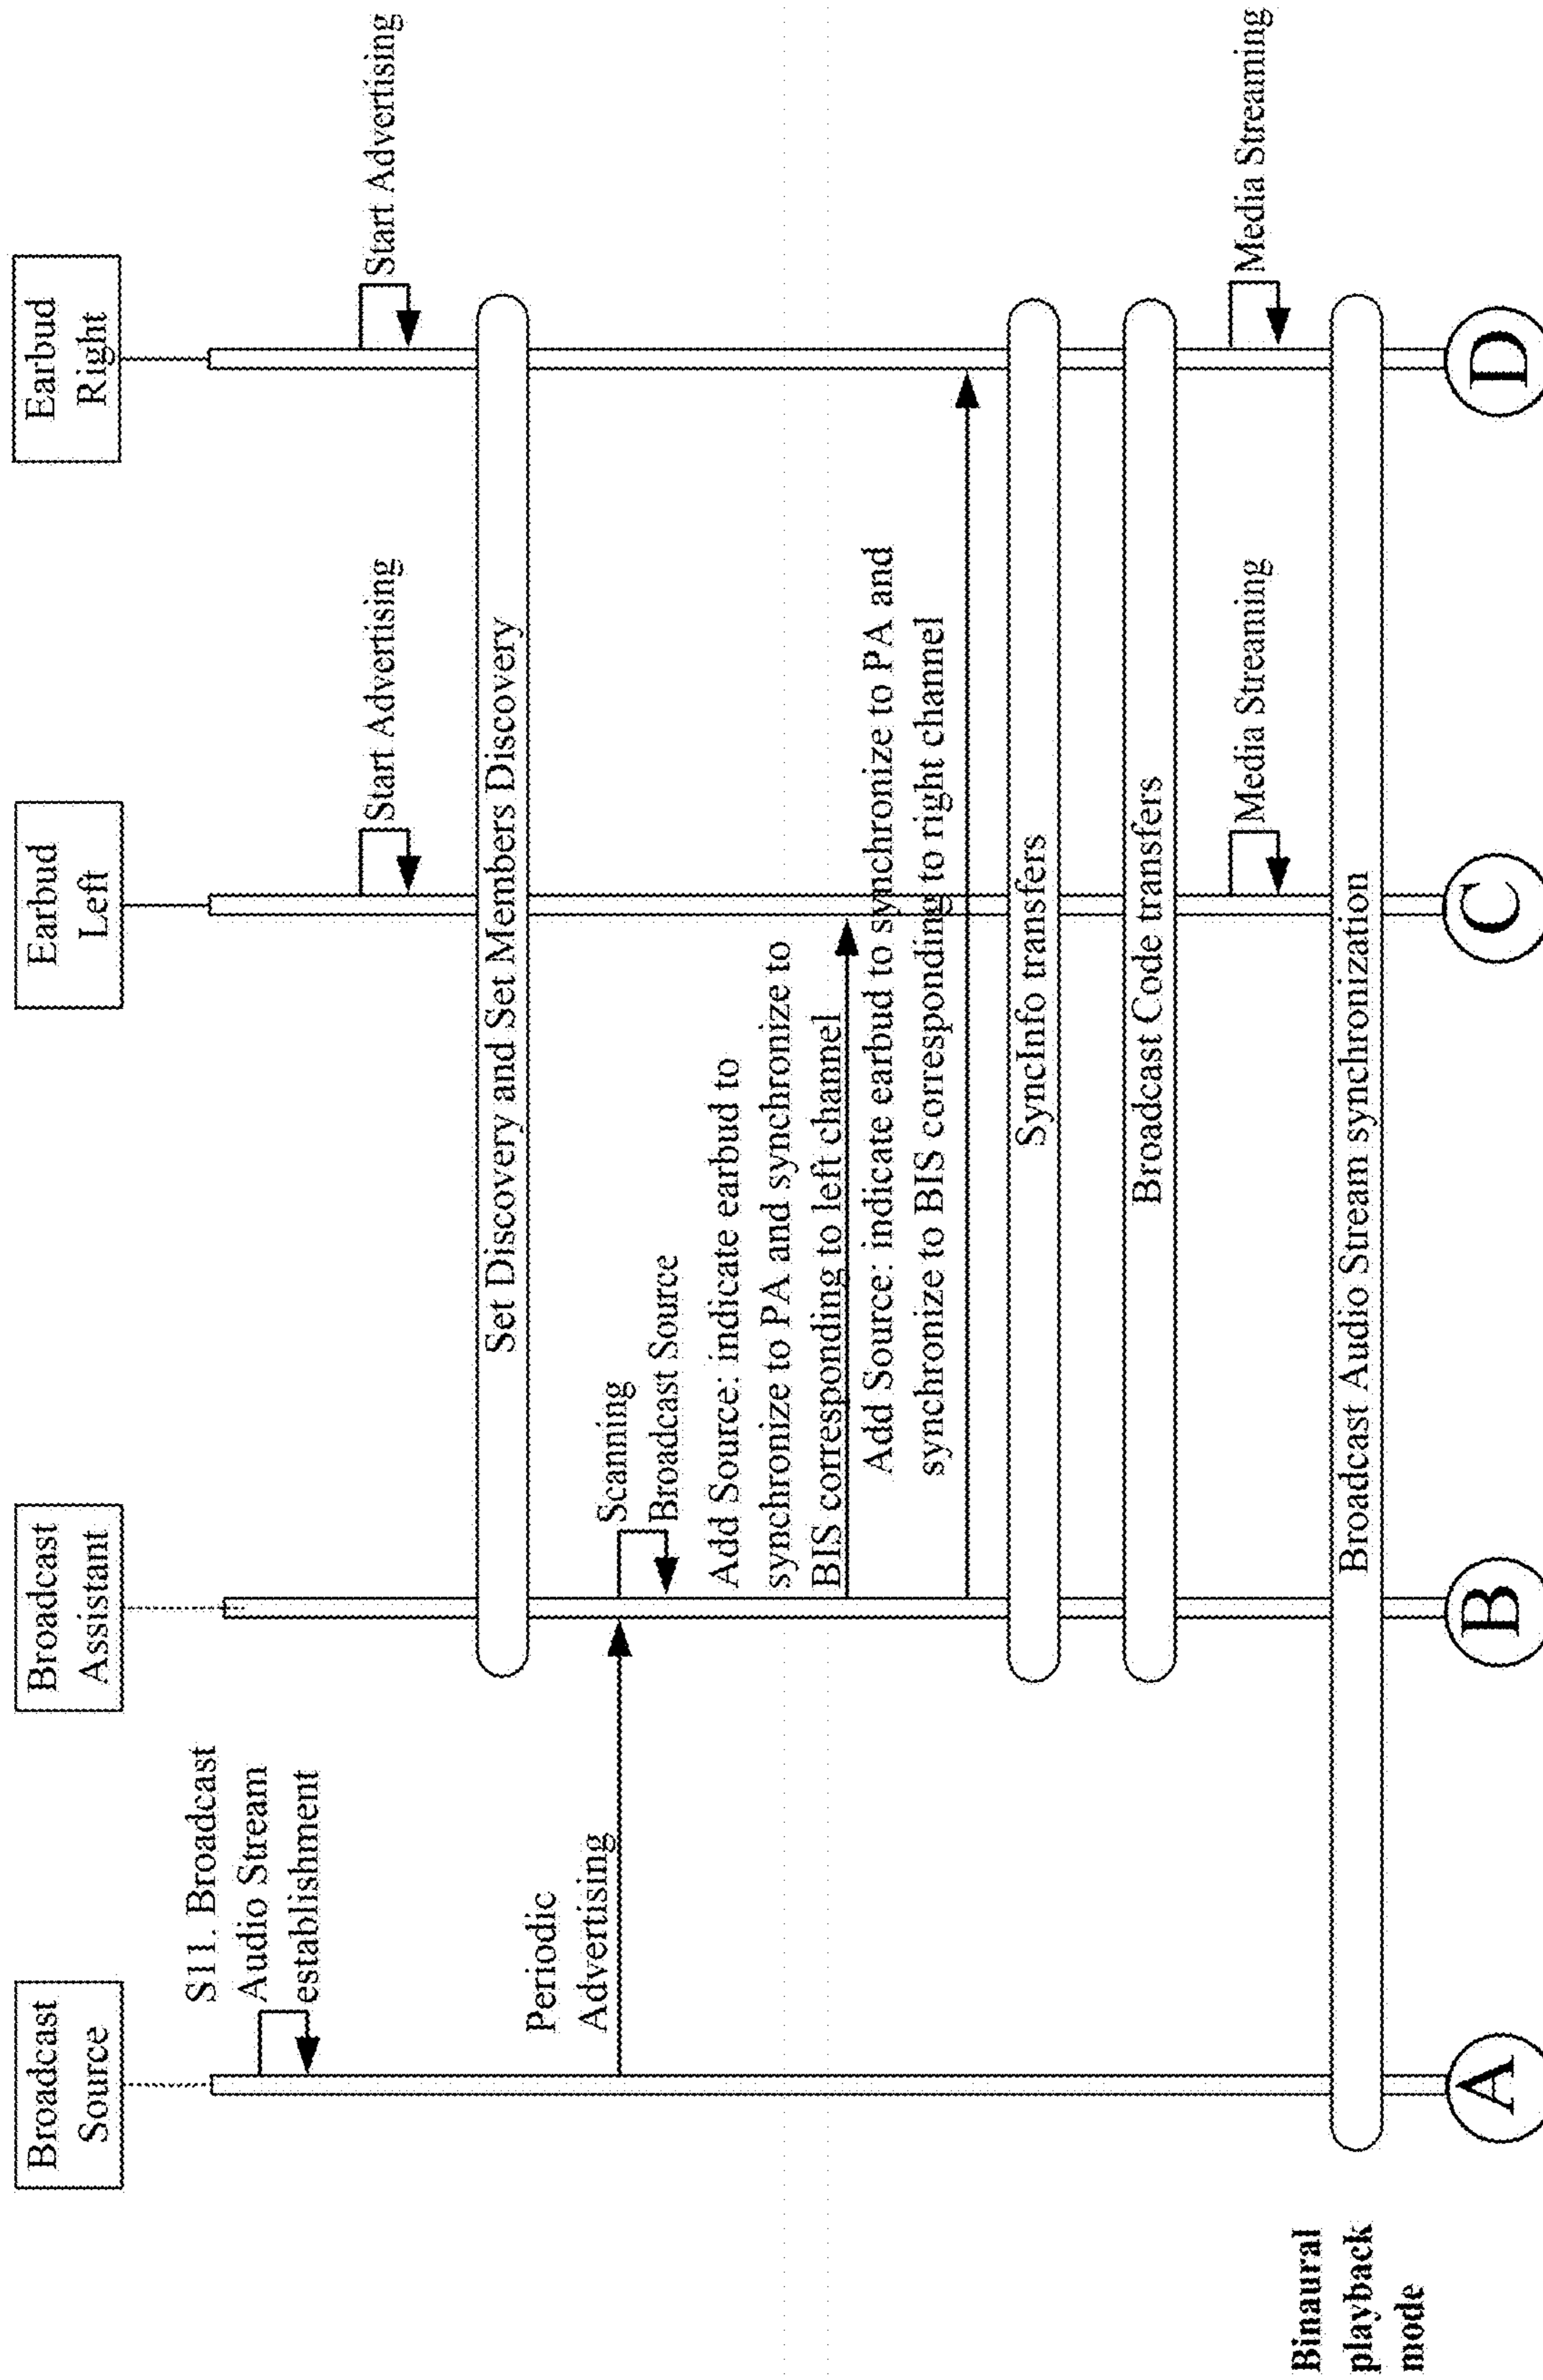 Broadcast
Source
Broadcast
Assistant
Earbud
Left
Earbud
Right
S11. Broadcast
Audio Stream
establishment
Start Advertising
Start Advertising
Set Discovery and Set Members Discovery
Periodic
Advertising
Scanning
Broadcast Source
Add Source: indicate earbud to
synchronize to PA and synchronize to
BIS corresponding to left channel
Add Source: indicate earbud to synchronize to PA and
synchronize to BIS corresponding to right channel
SyncInfo transfers
Broadcast Code transfers
Media Streaming
Media Streaming
Binaural
playback
mode
Broadcast Audio Stream synchronization
A
B
C
D